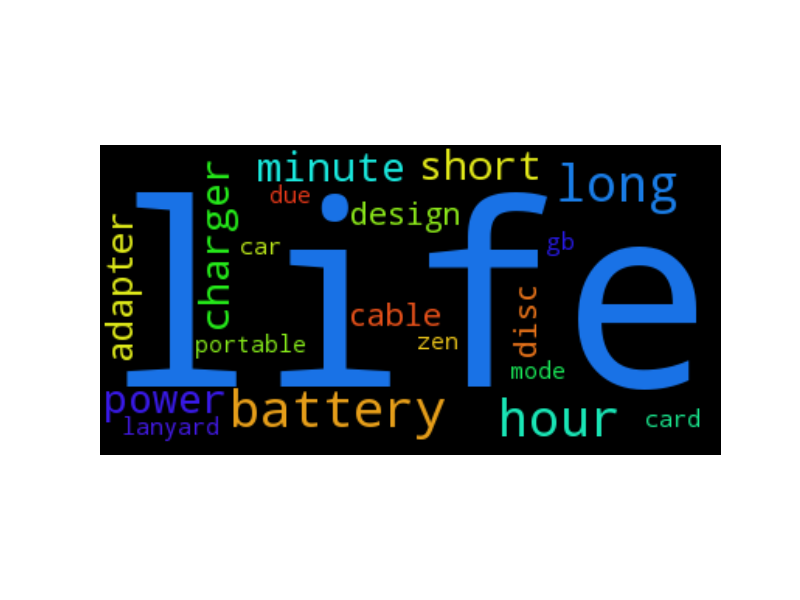 minute
short
long
charger
due
design
adapter
life
car
gb
cable
disc
portable
zen
mode
power
battery
hour
card
lanyard